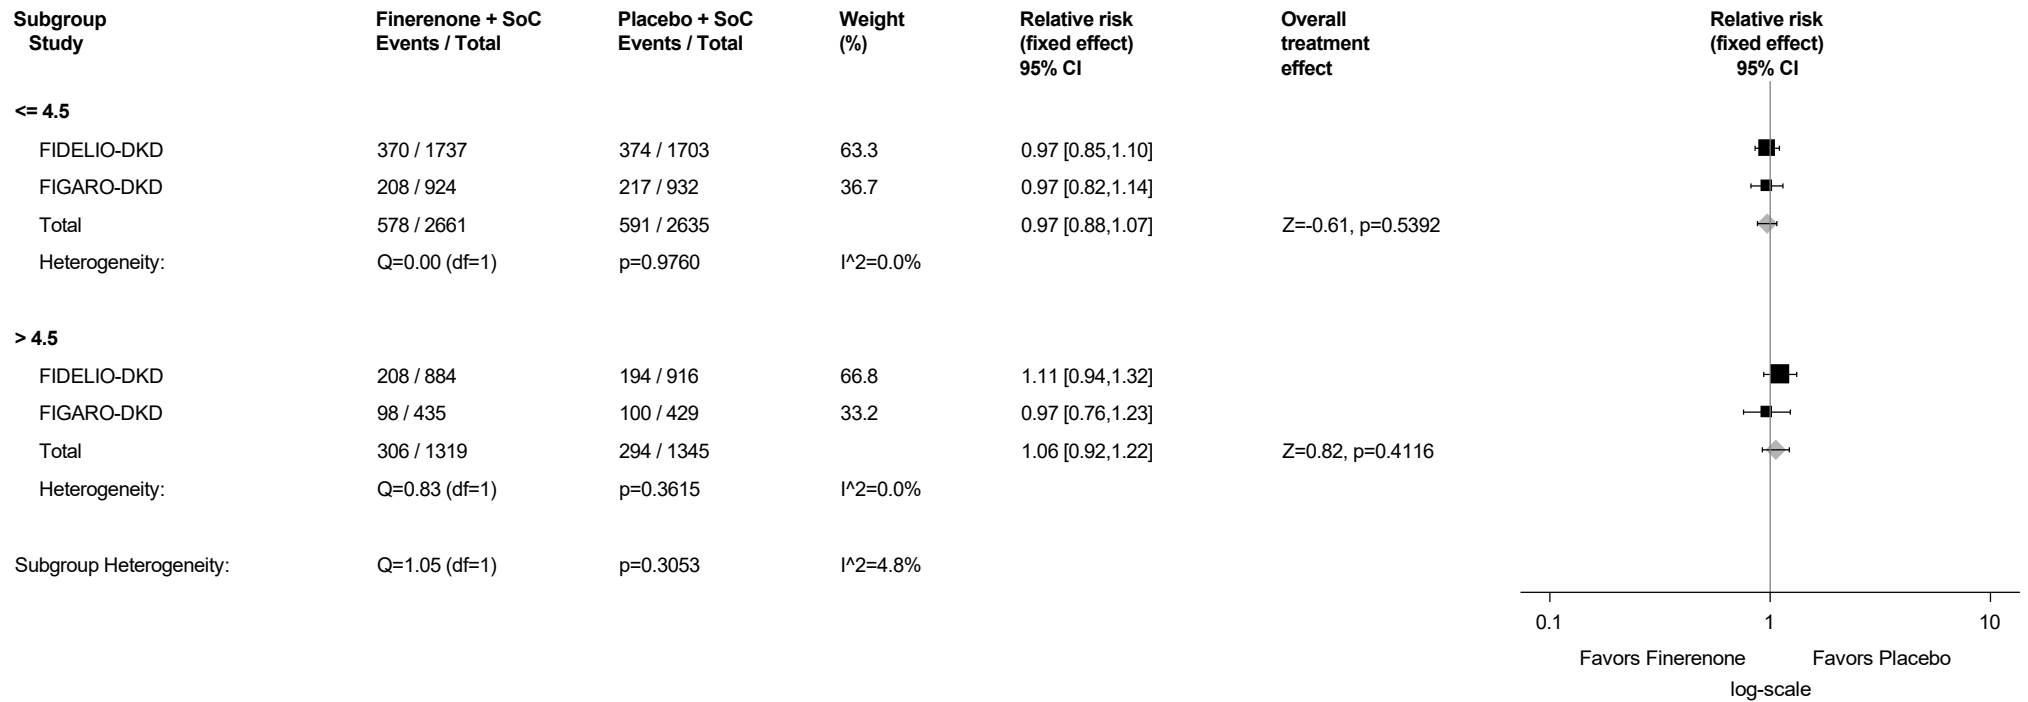 Subgroup Finerenone + SoC Placebo + SoC Weight Relative risk Overall Relative risk
Study Events / Total Events / Total (%) (fixed effect) treatment (fixed effect)
95% CI effect 95% CI
<= 4.5
FIDELIO-DKD 370 / 1737 374 / 1703 63.3 0.97 [0.85,1.10]
FIGARO-DKD 208 / 924 217 / 932 36.7 0.97 [0.82,1.14]
Total 578 / 2661 591 / 2635 0.97 [0.88,1.07] Z=-0.61, p=0.5392
Heterogeneity: Q=0.00 (df=1) p=0.9760 I^2=0.0%
> 4.5
FIDELIO-DKD 208 / 884 194 / 916 66.8 1.11 [0.94,1.32]
FIGARO-DKD 98 / 435 100 / 429 33.2 0.97 [0.76,1.23]
Total 306 / 1319 294 / 1345 1.06 [0.92,1.22] Z=0.82, p=0.4116
Heterogeneity: Q=0.83 (df=1) p=0.3615 I^2=0.0%
Subgroup Heterogeneity: Q=1.05 (df=1) p=0.3053 I^2=4.8%
0.1 1 10
Favors Finerenone Favors Placebo
log-scale